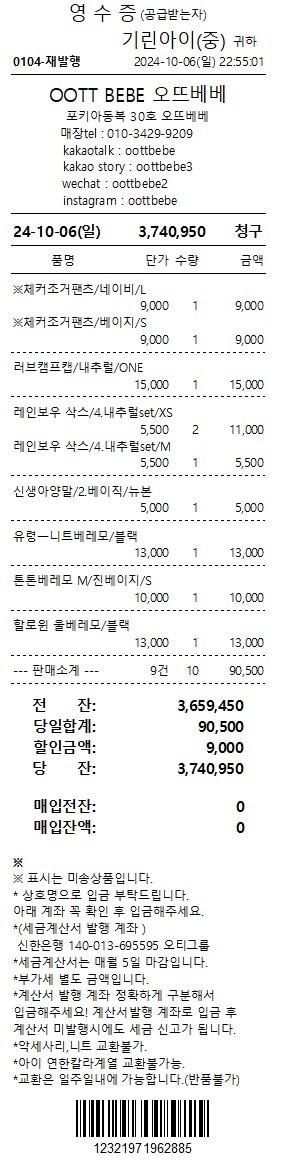 영 수 증 (공급받는자)
기린아이(중) 귀하
0104-재발행 2024-10-06(일) 22:55:01
OOTT BEBE 오뜨베베
포키아동복 30호 오뜨베베
매장tel : 010-3429-9209
kakaotalk : oottbebe
kakao story : oottbebe3
wechat : oottbebe2
instagram : oottbebe
24-10-06(일) 3,740,950 청구
품명 단가 수량 금액
※체커조거팬츠/네이비/L
9,000 1 9,000
※체커조거팬츠/베이지/S
9,000 1 9,000
러브캠프캡/내추럴/ONE
15,000 1 15,000
레인보우 삭스/4.내추럴set/XS
5,500 2 11,000
레인보우 삭스/4.내추럴set/M
5,500 1 5,500
신생아양말/2.베이직/뉴본
5,000 1 5,000
유령ㅡ니트베레모/블랙
13,000 1 13,000
톤톤베레모 M/진베이지/S
10,000 1 10,000
할로윈 울베레모/블랙
13,000 1 13,000
--- 판매소계 --- 9건 10 90,500
전 잔: 3,659,450
당일합계: 90,500
할인금액: 9,000
당 잔: 3,740,950
매입전잔: 0
매입잔액: 0
※
※ 표시는 미송상품입니다.
* 상호명으로 입금 부탁드립니다.
아래 계좌 꼭 확인 후 입금해주세요.
*(세금계산서 발행 계좌 )
신한은행 140-013-695595 오티그룹
*세금계산서는 매월 5일 마감입니다.
*부가세 별도 금액입니다.
*계산서 발행 계좌 정확하게 구분해서
입금해주세요! 계산서발행 계좌로 입금 후
계산서 미발행시에도 세금 신고가 됩니다.
*악세사리,니트 교환불가.
*아이 연한칼라계열 교환불가능.
*교환은 일주일내에 가능합니다.(반품불가)
12321971962885